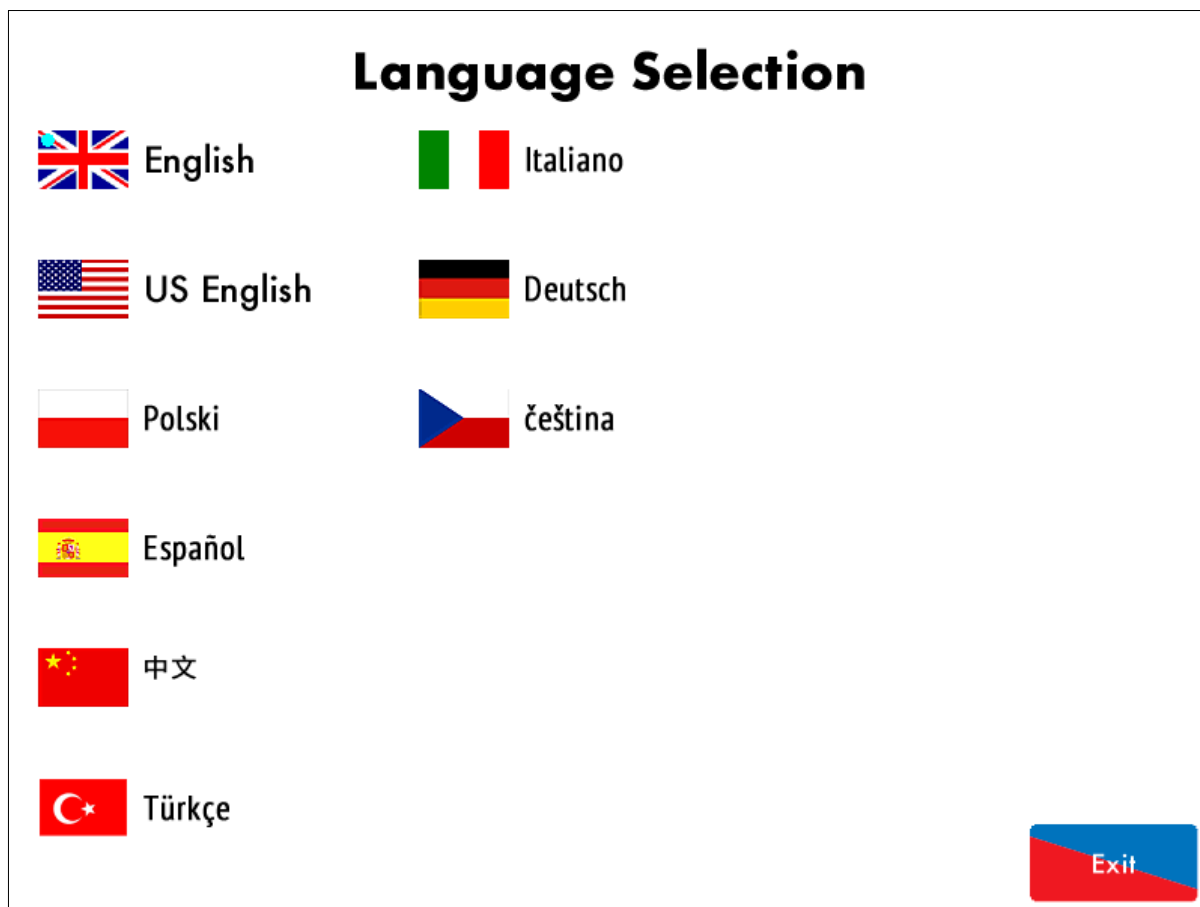 Language Selection
English
Italiano
US English
Deutsch
Polski
čeština
Español
中文
Türkçe
Exit